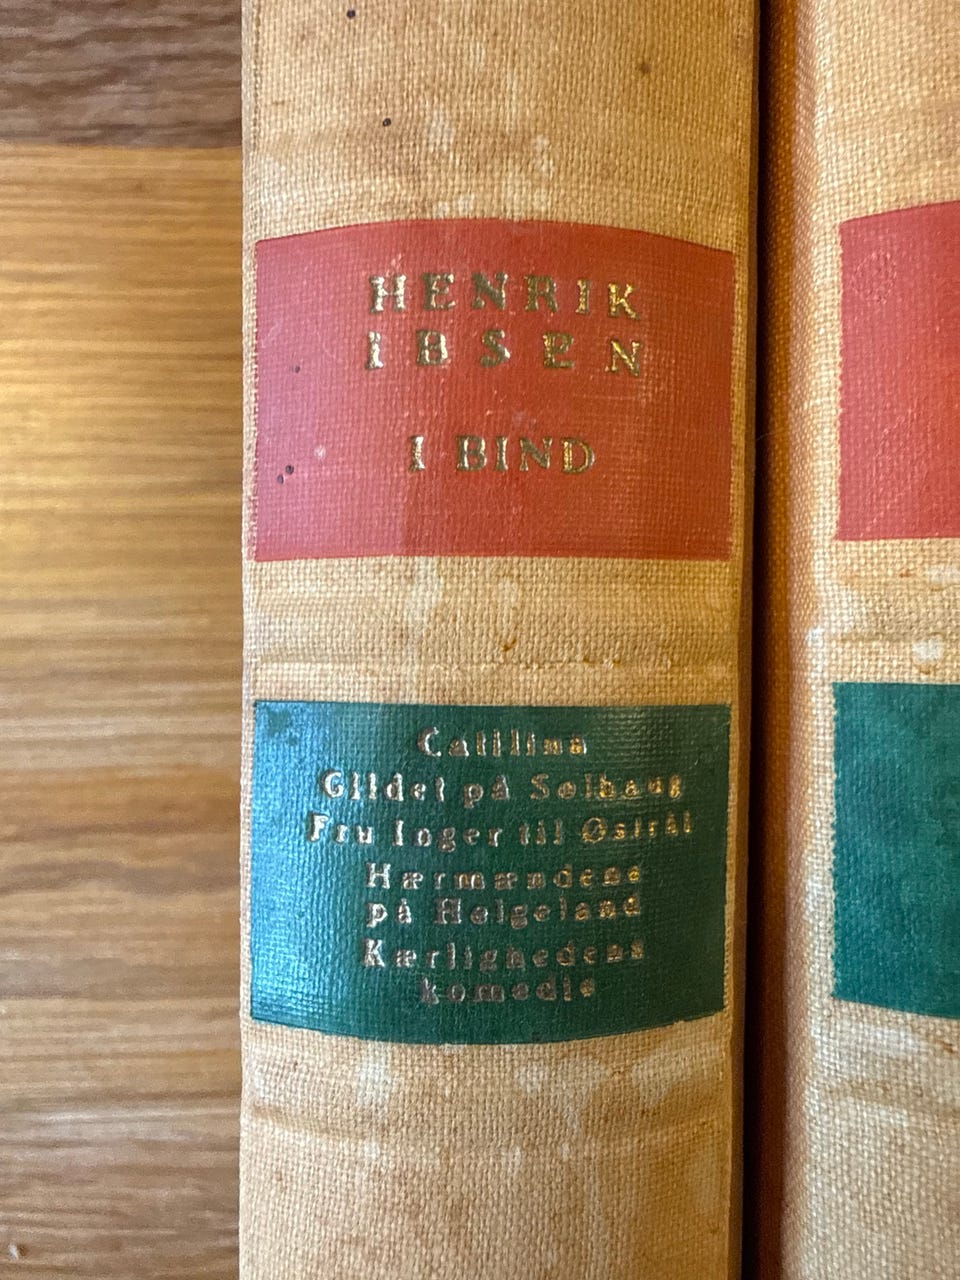 HENRIK
IBSEN
I BIND
Catilina
Gildet på Solhaug
Fru Inger til Østråt
Hærmændene
på Helgeland
Kærlighedens
komedie